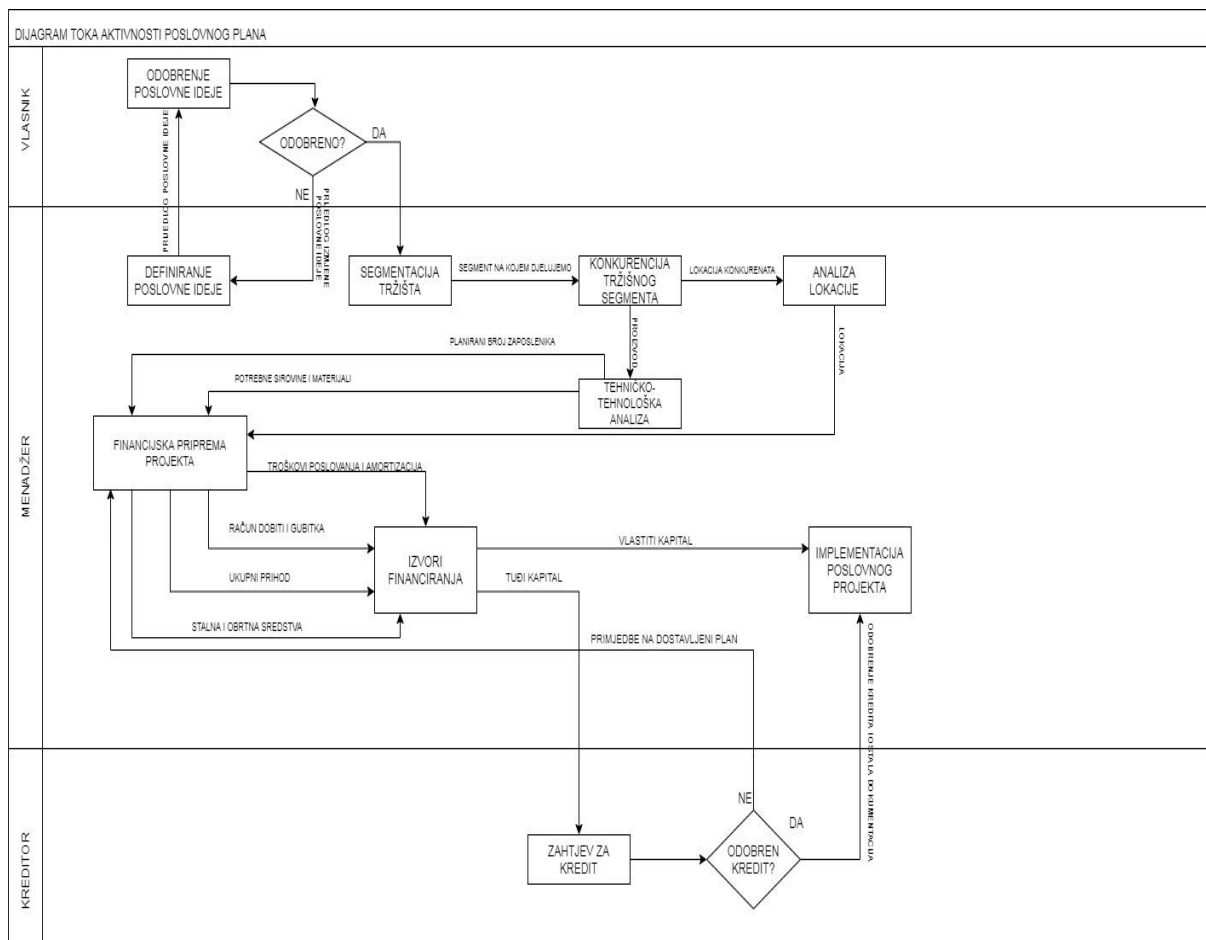 DIJAGRAM TOKA AKTIVNOSTI POSLOVNOG PLANA
VLASNIK
ODOBRENJE
POSLOVNE IDEJE
ODOBRENO?
DA
NE
PRIJEDLOG POSLOVNE IDEJE
PRIJEDLOG IZMJENE
POSLOVNE IDEJE
MENADŽER
DEFINIRANJE
POSLOVNE IDEJE
SEGMENTACIJA
TRŽIŠTA
SEGMENT NA KOJEM DJELUJEMO
KONKURENCIJA
TRŽIŠNOG
SEGMENTA
LOKACIJA KONKURENATA
ANALIZA
LOKACIJE
PROIZVOD
LOKACIJA
PLANIRANI BROJ ZAPOSLENIKA
POTREBNE SIROVINE I MATERIJALI
TEHNIČKO-
TEHNOLOŠKA
ANALIZA
FINANCIJSKA PRIPREMA
PROJEKTA
TROŠKOVI POSLOVANJA I AMORTIZACIJA
RAČUN DOBITI I GUBITKA
UKUPNI PRIHOD
STALNA I OBRTNA SREDSTVA
IZVORI
FINANCIRANJA
VLASTITI KAPITAL
TUĐI KAPITAL
IMPLEMENTACIJA
POSLOVNOG
PROJEKTA
PRIMJEDBE NA DOSTAVLJENI PLAN
ODOBRENJE KREDITA I OSTALA DOKUMENTACIJA
KREDITOR
ZAHTJEV ZA
KREDIT
ODOBREN
KREDIT?
NE
DA